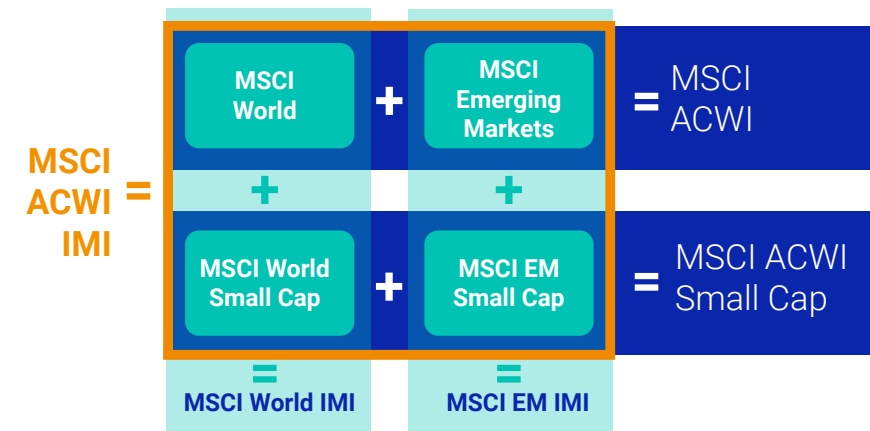 MSCI
ACWI
IMI
=
MSCI
World
+
MSCI
Emerging
Markets
=
MSCI
ACWI
+
+
MSCI World
Small Cap
+
MSCI EM
Small Cap
=
MSCI ACWI
Small Cap
=
=
MSCI World IMI
MSCI EM IMI